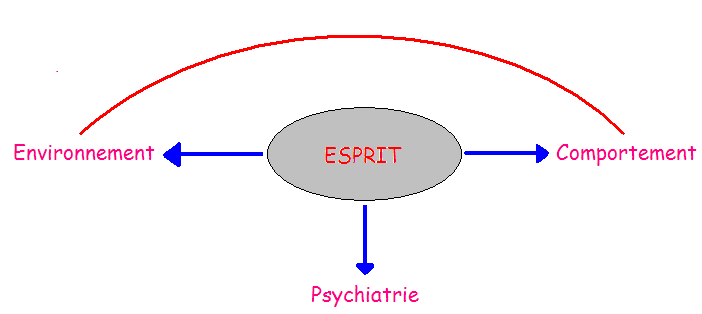 Environnement
ESPRIT
Comportement
Psychiatrie